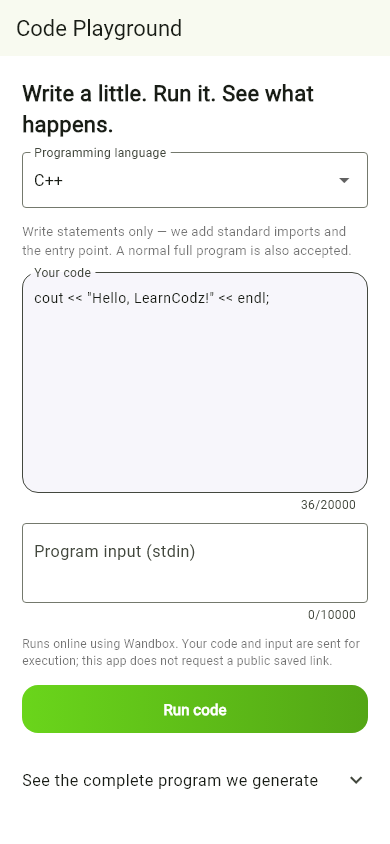 Code Playground
Write a little. Run it. See what
happens.
Programming language
C++
Write statements only — we add standard imports and
the entry point. A normal full program is also accepted.
Your code
cout << "Hello, LearnCodz!" << endl;
36/20000
Program input (stdin)
0/10000
Runs online using Wandbox. Your code and input are sent for
execution; this app does not request a public saved link.
Run code
See the complete program we generate